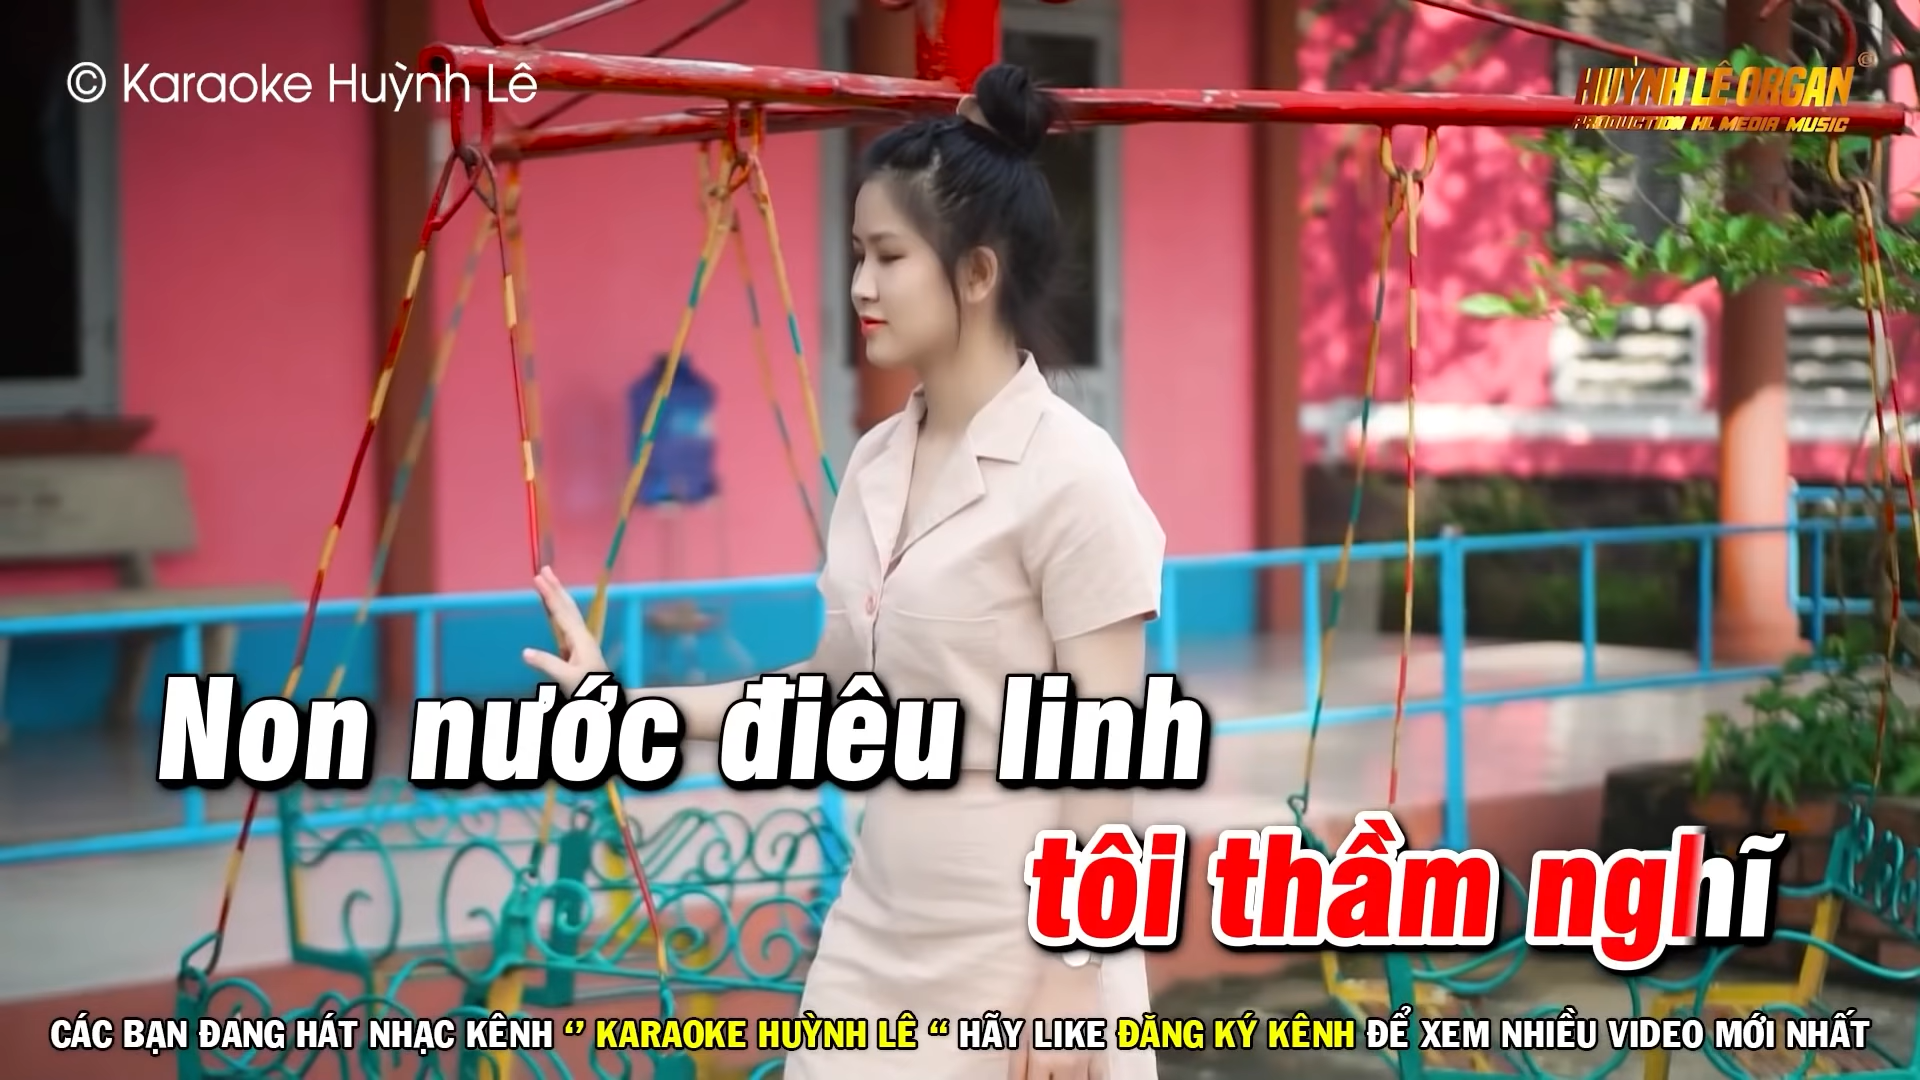 © Karaoke Huỳnh Lê
HUỲNH LÊ ORGAN ©
PRODUCTION HL MEDIA MUSIC
Non nước điêu linh
tôi thầm nghĩ
CÁC BẠN ĐANG HÁT NHẠC KÊNH “ KARAOKE HUỲNH LÊ “ HÃY LIKE ĐĂNG KÝ KÊNH ĐỂ XEM NHIỀU VIDEO MỚI NHẤT